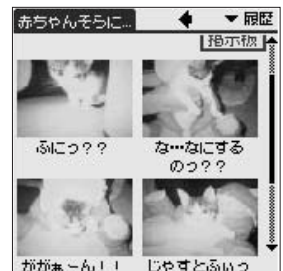 赤ちゃんそらに…
▼履歴
掲示板
ふにっ??
な…なにする
のっ??
ががぁーん!!
じゃすとふぃっ